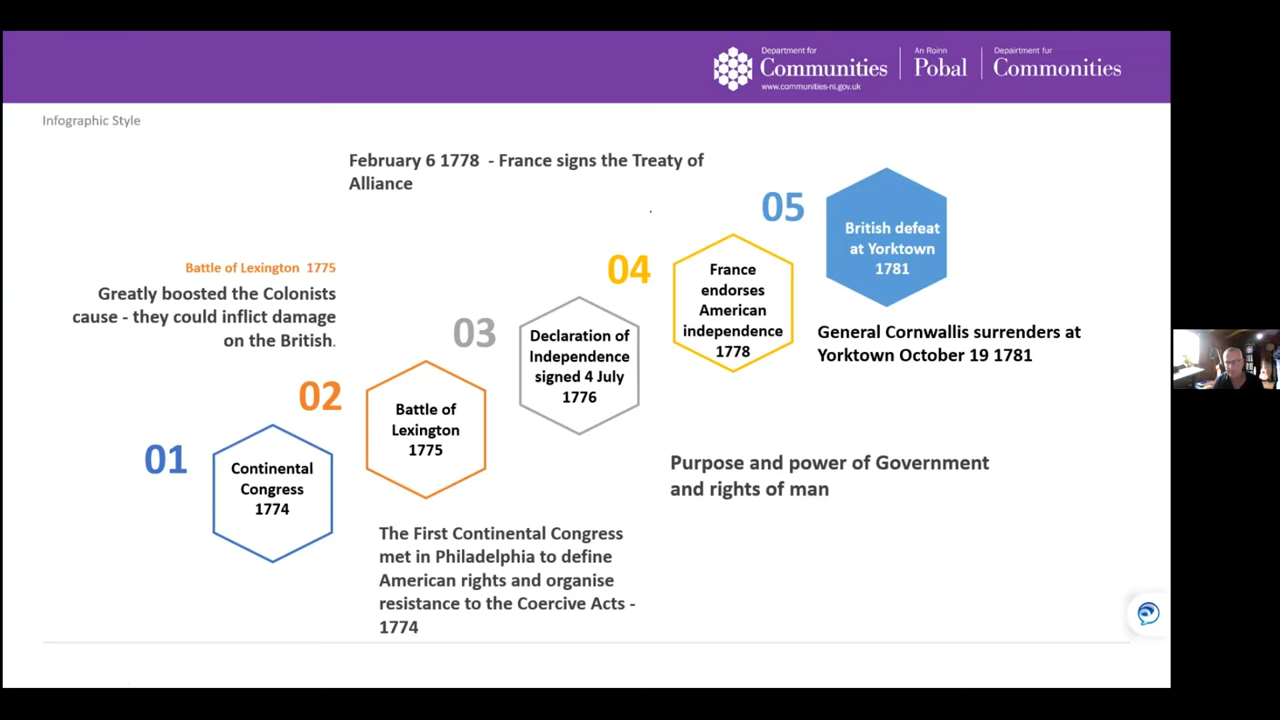 Department for
Communities
www.communities-ni.gov.uk
An Roinn
Pobal
Depairtment fur
Commonities
Infographic Style
February 6 1778 - France signs the Treaty of
Alliance
05
British defeat
at Yorktown
1781
General Cornwallis surrenders at
Yorktown October 19 1781
04
France
endorses
American
independence
1778
Battle of Lexington 1775
Greatly boosted the Colonists
cause - they could inflict damage
on the British.
03
Declaration of
Independence
signed 4 July
1776
02
Battle of
Lexington
1775
01
Continental
Congress
1774
Purpose and power of Government
and rights of man
The First Continental Congress
met in Philadelphia to define
American rights and organise
resistance to the Coercive Acts -
1774